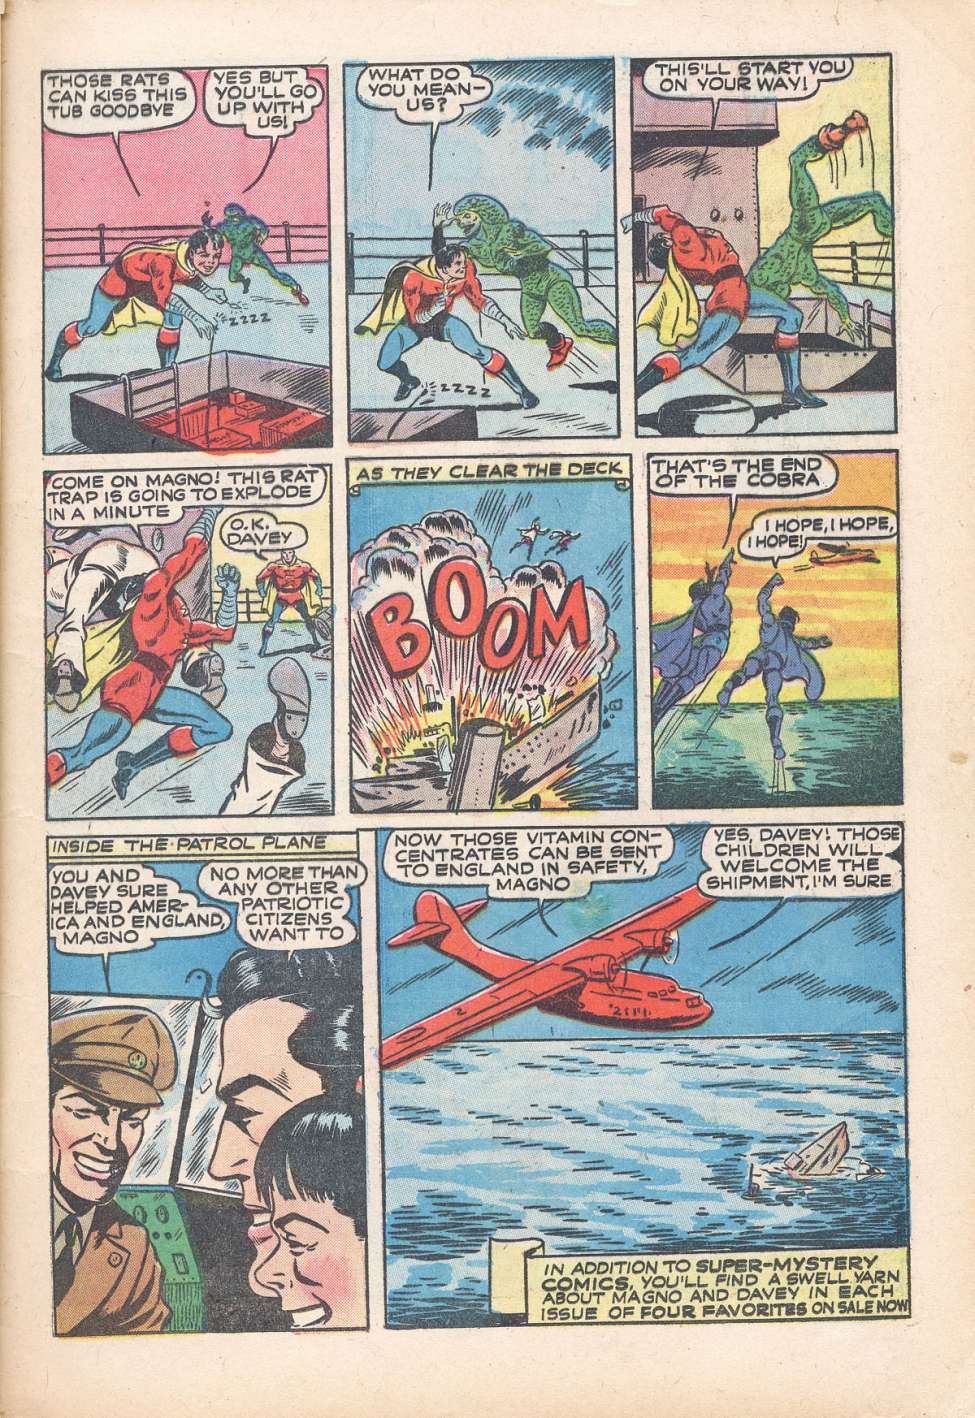 THOSE RATS
CAN KISS THIS
TUB GOODBYE
YES BUT
YOU'LL GO
UP WITH
US!
ZZZZ
WHAT DO
YOU MEAN-
US?
ZZZZ
THIS'LL START YOU
ON YOUR WAY!
COME ON MAGNO! THIS RAT
TRAP IS GOING TO EXPLODE
IN A MINUTE
O.K.
DAVEY
AS THEY CLEAR THE DECK
BOOM
THAT'S THE END
OF THE COBRA
I HOPE, I HOPE,
I HOPE!
INSIDE THE PATROL PLANE
YOU AND
DAVEY SURE
HELPED AMER-
ICA AND ENGLAND,
MAGNO
NO MORE THAN
ANY OTHER
PATRIOTIC
CITIZENS
WANT TO
NOW THOSE VITAMIN CON-
CENTRATES CAN BE SENT
TO ENGLAND IN SAFETY,
MAGNO
YES, DAVEY! THOSE
CHILDREN WILL
WELCOME THE
SHIPMENT, I'M SURE
IN ADDITION TO SUPER-MYSTERY
COMICS, YOU'LL FIND A SWELL YARN
ABOUT MAGNO AND DAVEY IN EACH
ISSUE OF FOUR FAVORITES ON SALE NOW